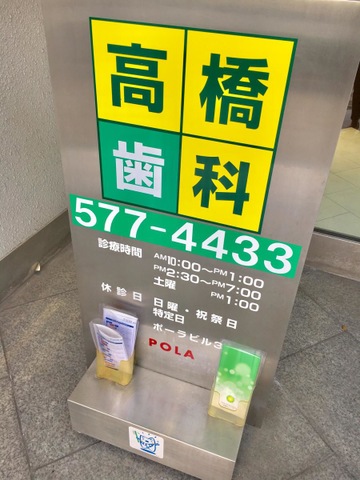 高橋
歯科
577-4433
診療時間 AM10:00～PM1:00
PM2:30～PM7:00
土曜 PM1:00
休診日 日曜・祝祭日
特定日
ポーラビル3
POLA